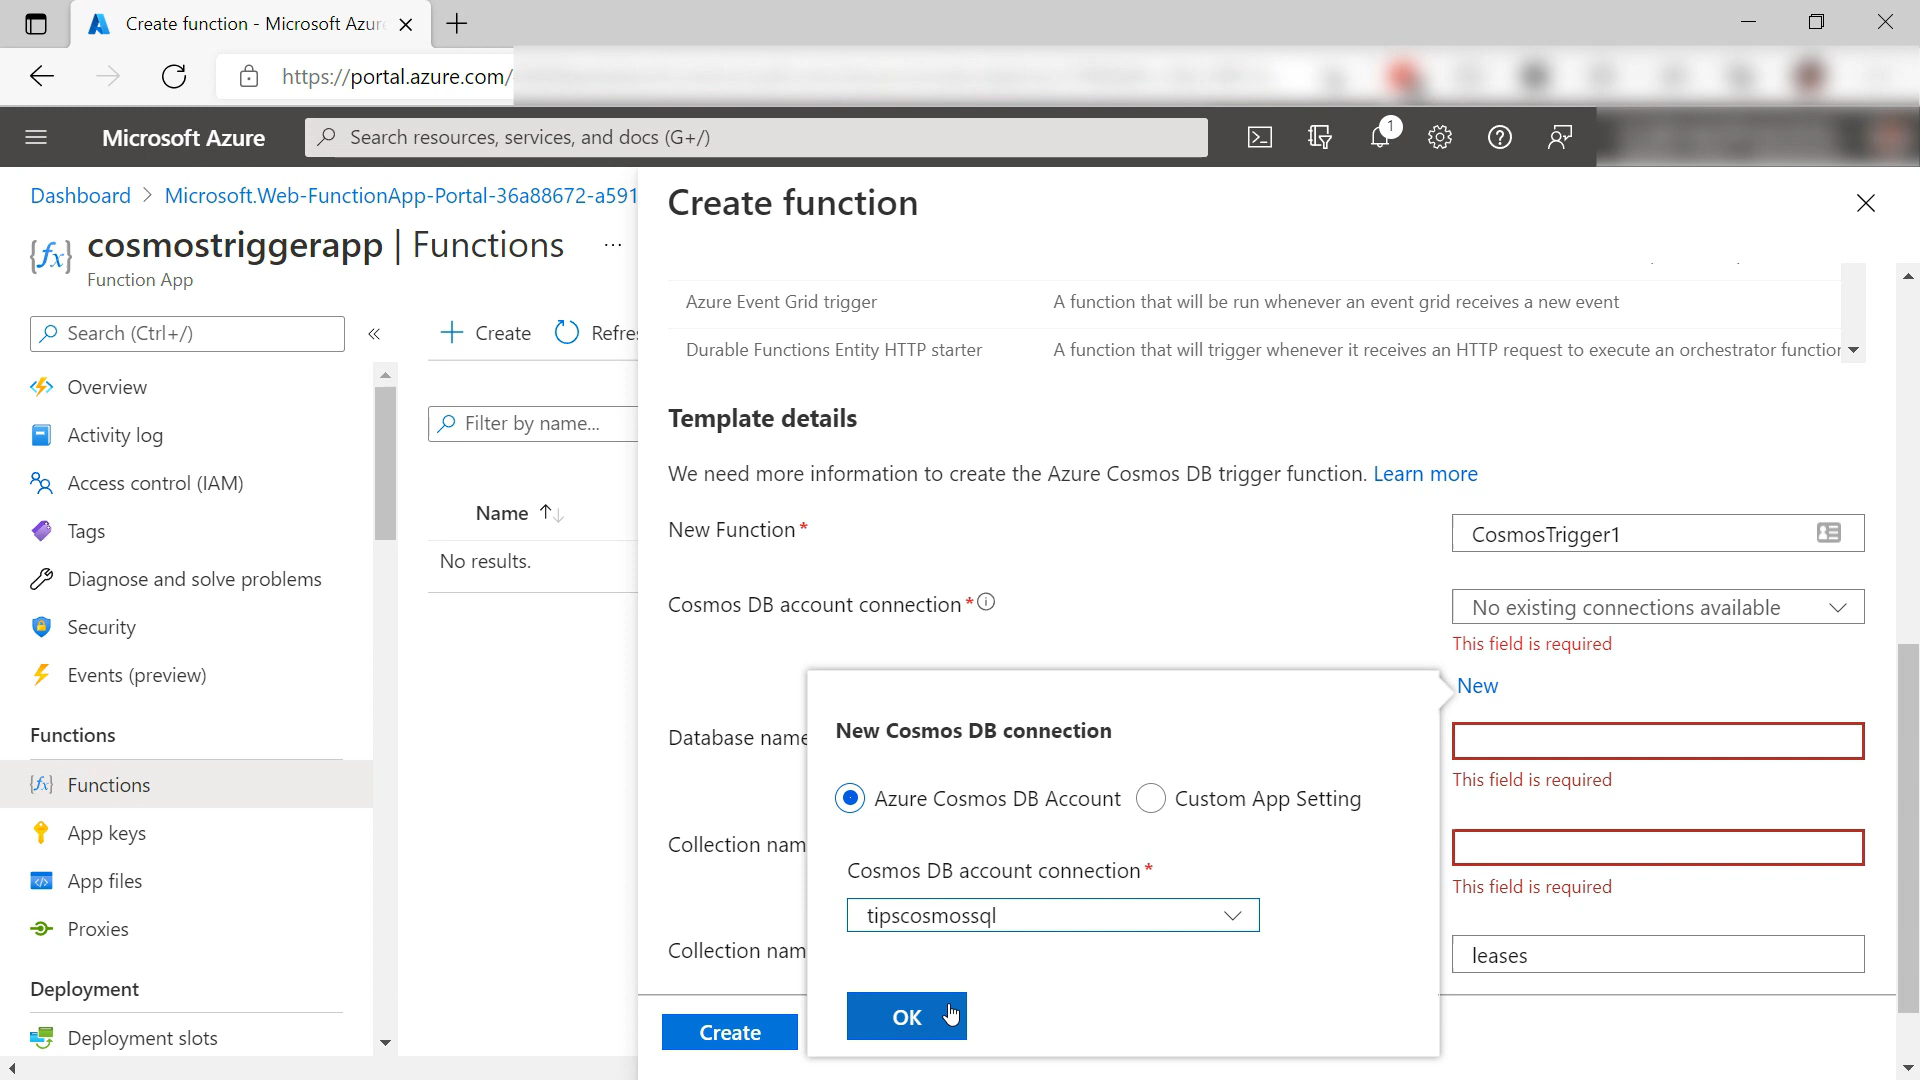 Create function - Microsoft Azur
https://portal.azure.com/
Microsoft Azure
Search resources, services, and docs (G+/)
1
Dashboard > Microsoft.Web-FunctionApp-Portal-36a88672-a591
cosmostriggerapp | Functions ...
Function App
Search (Ctrl+/)
«
Overview
Activity log
Access control (IAM)
Tags
Diagnose and solve problems
Security
Events (preview)
Functions
Functions
App keys
App files
Proxies
Deployment
Deployment slots
Create
Refre
Filter by name...
Name
No results.
Create function
Azure Event Grid trigger
A function that will be run whenever an event grid receives a new event
Durable Functions Entity HTTP starter
A function that will trigger whenever it receives an HTTP request to execute an orchestrator function
Template details
We need more information to create the Azure Cosmos DB trigger function. Learn more
New Function *
CosmosTrigger1
Cosmos DB account connection *
No existing connections available
This field is required
New
Database name
This field is required
Collection nam
This field is required
Collection nam
leases
New Cosmos DB connection
Azure Cosmos DB Account
Custom App Setting
Cosmos DB account connection *
tipscosmossql
OK
Create